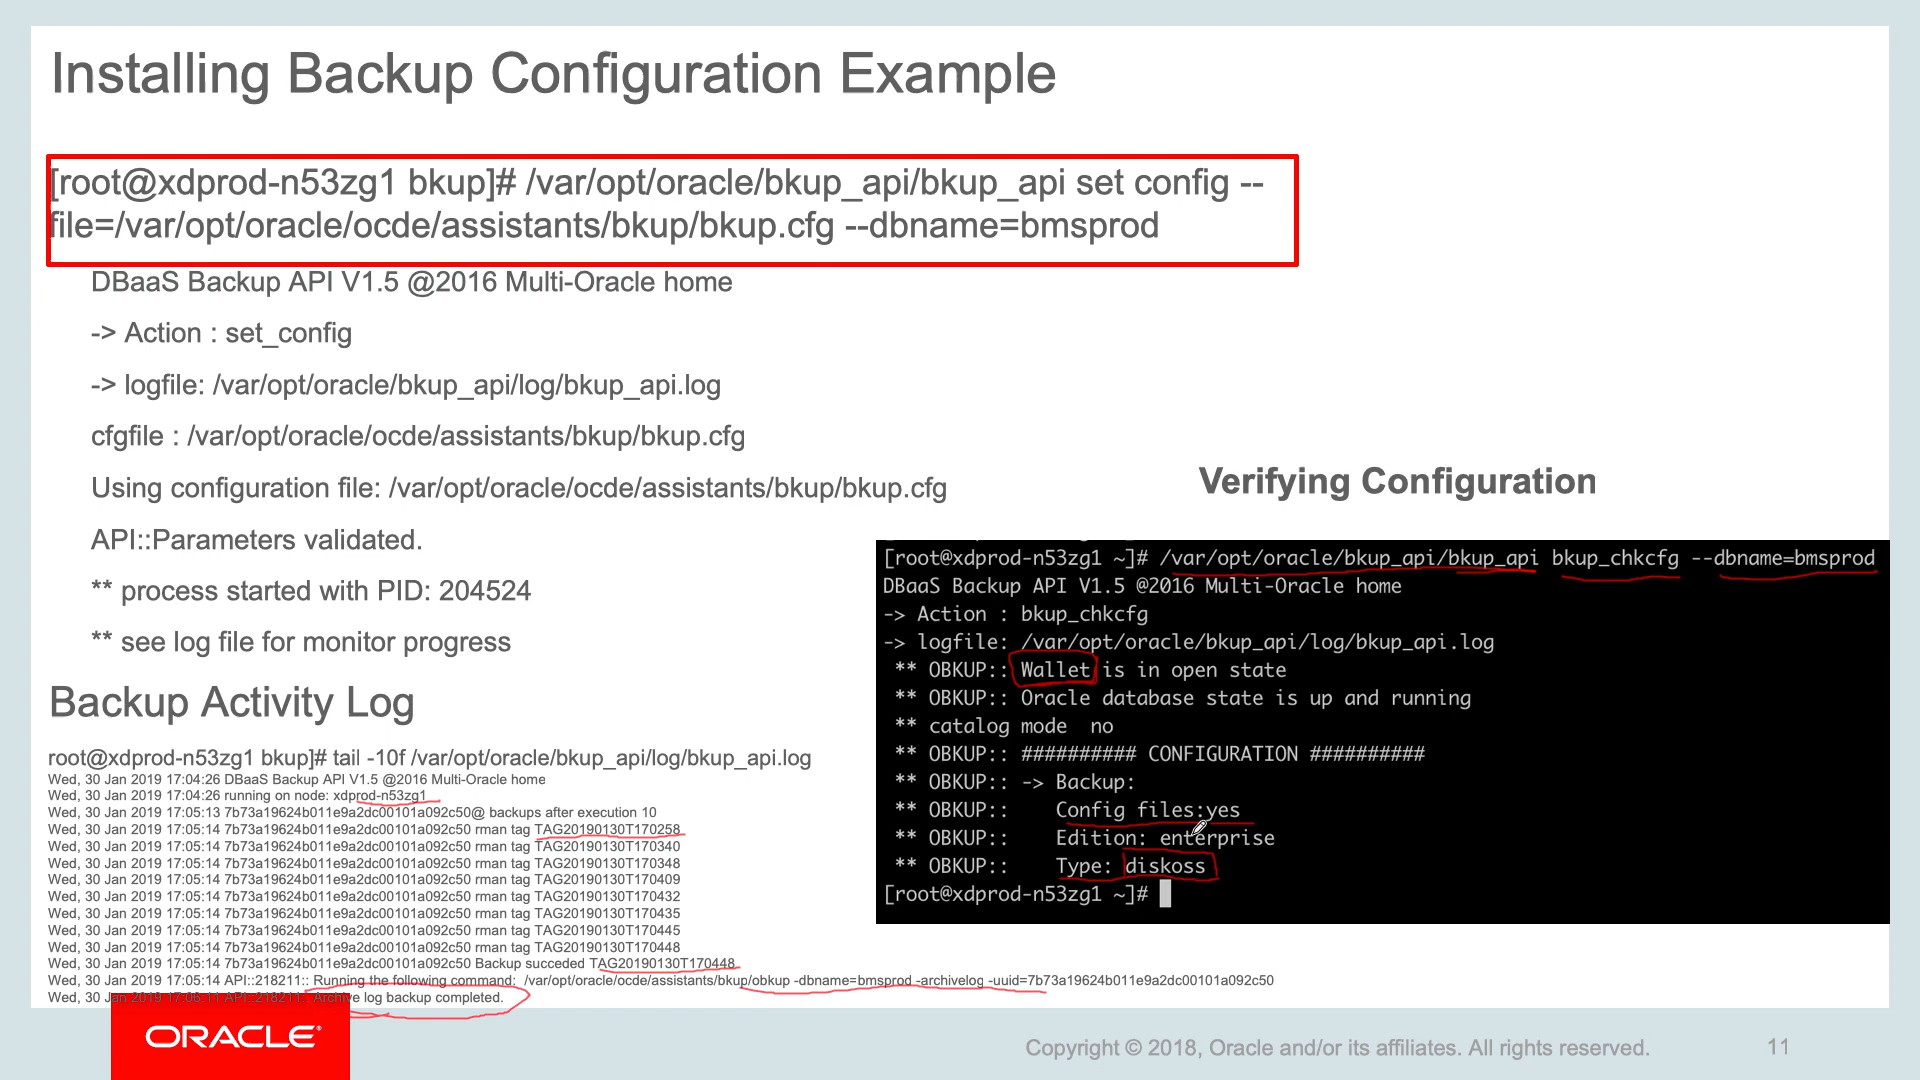 Installing Backup Configuration Example
[root@xdprod-n53zg1 bkup]# /var/opt/oracle/bkup_api/bkup_api set config --
file=/var/opt/oracle/ocde/assistants/bkup/bkup.cfg --dbname=bmsprod
DBaaS Backup API V1.5 @2016 Multi-Oracle home
-> Action : set_config
-> logfile: /var/opt/oracle/bkup_api/log/bkup_api.log
cfgfile : /var/opt/oracle/ocde/assistants/bkup/bkup.cfg
Using configuration file: /var/opt/oracle/ocde/assistants/bkup/bkup.cfg
API::Parameters validated.
** process started with PID: 204524
** see log file for monitor progress
Backup Activity Log
root@xdprod-n53zg1 bkup]# tail -10f /var/opt/oracle/bkup_api/log/bkup_api.log
Wed, 30 Jan 2019 17:04:26 DBaaS Backup API V1.5 @2016 Multi-Oracle home
Wed, 30 Jan 2019 17:04:26 running on node: xdprod-n53zg1
Wed, 30 Jan 2019 17:05:13 7b73a19624b011e9a2dc00101a092c50@ backups after execution 10
Wed, 30 Jan 2019 17:05:14 7b73a19624b011e9a2dc00101a092c50 rman tag TAG20190130T170258
Wed, 30 Jan 2019 17:05:14 7b73a19624b011e9a2dc00101a092c50 rman tag TAG20190130T170340
Wed, 30 Jan 2019 17:05:14 7b73a19624b011e9a2dc00101a092c50 rman tag TAG20190130T170348
Wed, 30 Jan 2019 17:05:14 7b73a19624b011e9a2dc00101a092c50 rman tag TAG20190130T170409
Wed, 30 Jan 2019 17:05:14 7b73a19624b011e9a2dc00101a092c50 rman tag TAG20190130T170432
Wed, 30 Jan 2019 17:05:14 7b73a19624b011e9a2dc00101a092c50 rman tag TAG20190130T170435
Wed, 30 Jan 2019 17:05:14 7b73a19624b011e9a2dc00101a092c50 rman tag TAG20190130T170445
Wed, 30 Jan 2019 17:05:14 7b73a19624b011e9a2dc00101a092c50 rman tag TAG20190130T170448
Wed, 30 Jan 2019 17:05:14 7b73a19624b011e9a2dc00101a092c50 Backup succeded TAG20190130T170448
Wed, 30 Jan 2019 17:05:14 API::218211:: Running the following command: /var/opt/oracle/ocde/assistants/bkup/obkup -dbname=bmsprod -archivelog -uuid=7b73a19624b011e9a2dc00101a092c50
Wed, 30 Jan 2019 17:06:11 API::218211:: Archive log backup completed.
Verifying Configuration
[root@xdprod-n53zg1 ~]# /var/opt/oracle/bkup_api/bkup_api bkup_chkcfg --dbname=bmsprod
DBaaS Backup API V1.5 @2016 Multi-Oracle home
-> Action : bkup_chkcfg
-> logfile: /var/opt/oracle/bkup_api/log/bkup_api.log
** OBKUP:: Wallet is in open state
** OBKUP:: Oracle database state is up and running
** catalog mode no
** OBKUP:: ########## CONFIGURATION ##########
** OBKUP:: -> Backup:
** OBKUP:: Config files:yes
** OBKUP:: Edition: enterprise
** OBKUP:: Type: diskoss
[root@xdprod-n53zg1 ~]#
ORACLE®
Copyright © 2018, Oracle and/or its affiliates. All rights reserved.
11